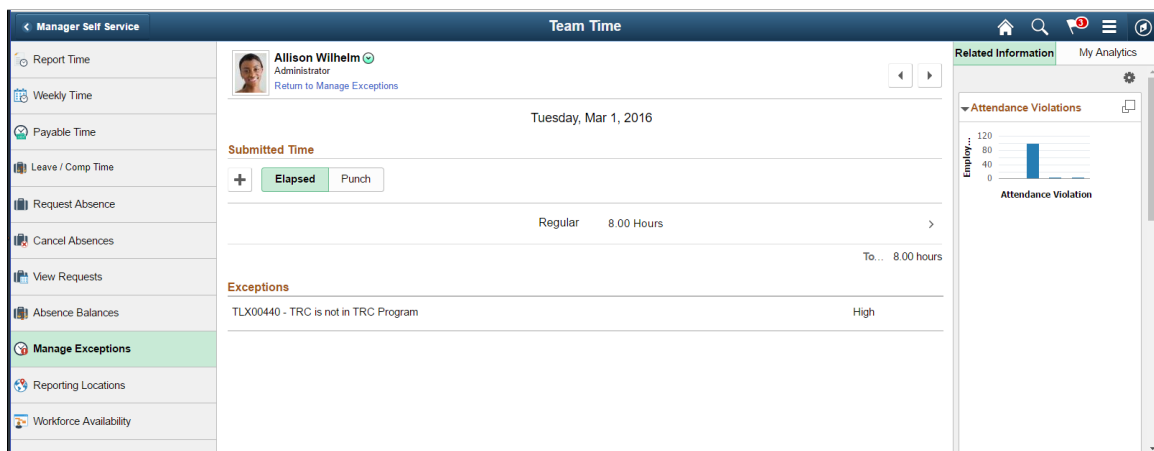 Manager Self Service
Team Time
3
Report Time
Weekly Time
Payable Time
Leave / Comp Time
Request Absence
Cancel Absences
View Requests
Absence Balances
Manage Exceptions
Reporting Locations
Workforce Availability
Allison Wilhelm
Administrator
Return to Manage Exceptions
Tuesday, Mar 1, 2016
Submitted Time
Elapsed Punch
Regular 8.00 Hours
To... 8.00 hours
Exceptions
TLX00440 - TRC is not in TRC Program High
Related Information My Analytics
Attendance Violations
Employ...
120
80
40
0
Attendance Violation